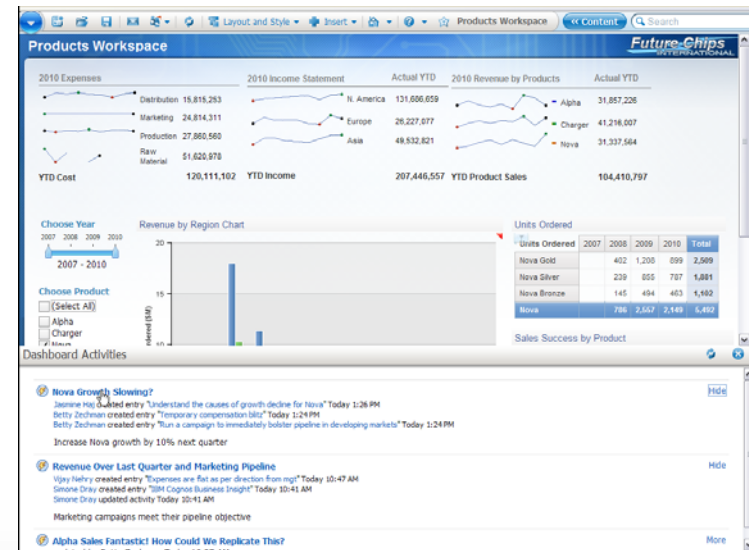 Layout and Style Insert Products Workspace Content Search
Products Workspace
Future Chips
INTERNATIONAL
2010 Expenses
Distribution 15,815,253
Marketing 24,814,311
Production 27,860,560
Raw Material 51,620,978
YTD Cost 120,111,102
2010 Income Statement Actual YTD
N. America 131,686,659
Europe 26,227,077
Asia 49,532,821
YTD Income 207,446,557
2010 Revenue by Products Actual YTD
Alpha 31,857,226
Charger 41,216,007
Nova 31,337,564
YTD Product Sales 104,410,797
Choose Year
2007 2008 2009 2010
2007 - 2010
Choose Product
(Select All)
Alpha
Charger
Nova
Revenue by Region Chart
20
15
10
Units Ordered
Units Ordered 2007 2008 2009 2010 Total
Nova Gold 402 1,208 899 2,509
Nova Silver 239 855 787 1,881
Nova Bronze 145 494 463 1,102
Nova 786 2,557 2,149 5,492
Sales Success by Product
Dashboard Activities
Nova Growth Slowing? Hide
Jasmine Haj created entry "Understand the causes of growth decline for Nova" Today 1:26 PM
Betty Zechman created entry "Temporary compensation blitz" Today 1:24 PM
Betty Zechman created entry "Run a campaign to immediately bolster pipeline in developing markets" Today 1:24 PM
Increase Nova growth by 10% next quarter
Revenue Over Last Quarter and Marketing Pipeline Hide
Vijay Nehry created entry "Expenses are flat as per direction from mgt" Today 10:47 AM
Simone Dray created entry "IBM Cognos Business Insight" Today 10:41 AM
Simone Dray updated activity Today 10:41 AM
Marketing campaigns meet their pipeline objective
Alpha Sales Fantastic! How Could We Replicate This? More